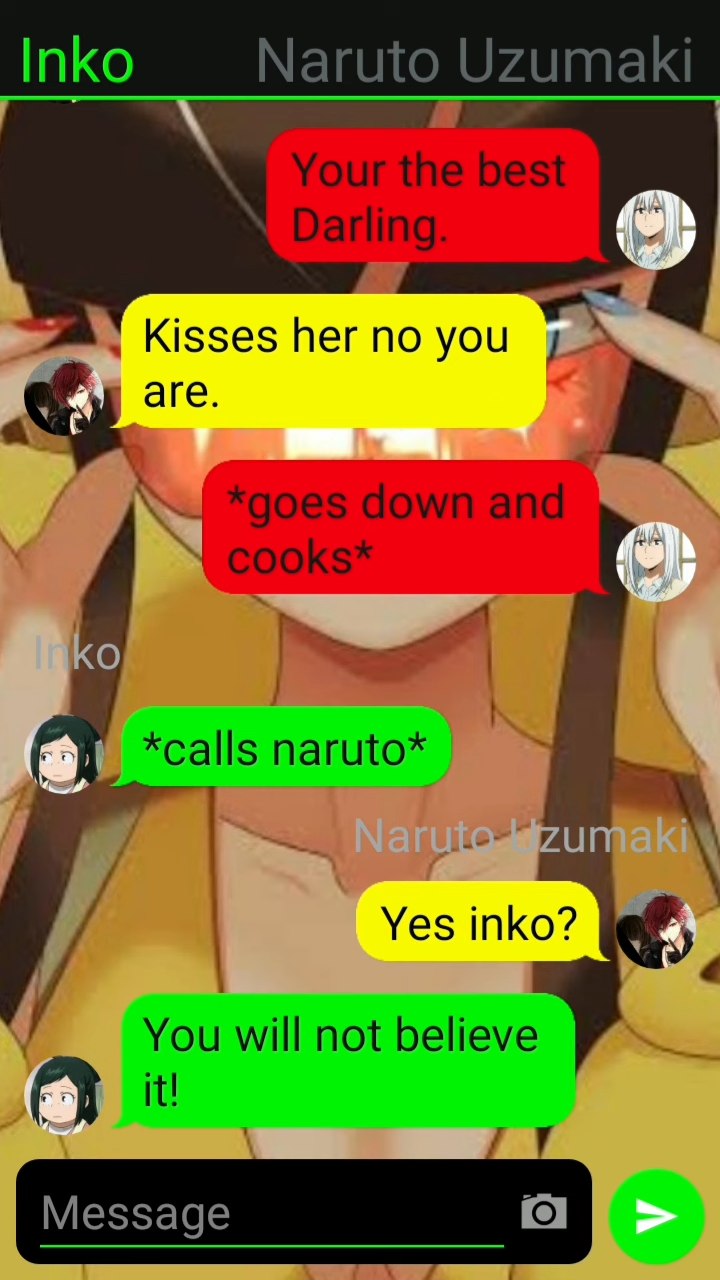 Inko Naruto Uzumaki
Your the best
Darling.
Kisses her no you
are.
*goes down and
cooks*
Inko
*calls naruto*
Naruto Uzumaki
Yes inko?
You will not believe
it!
Message